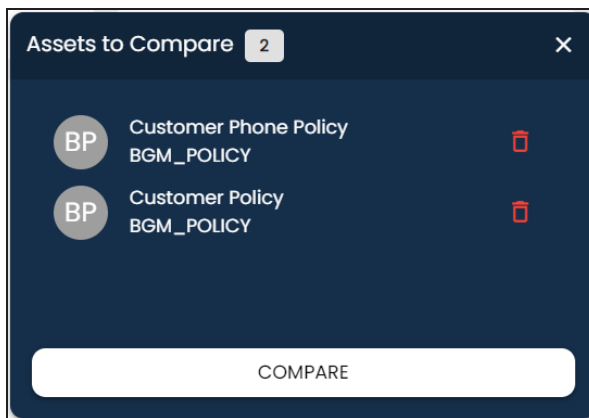 Assets to Compare 2
BP
Customer Phone Policy
BGM_POLICY
BP
Customer Policy
BGM_POLICY
COMPARE